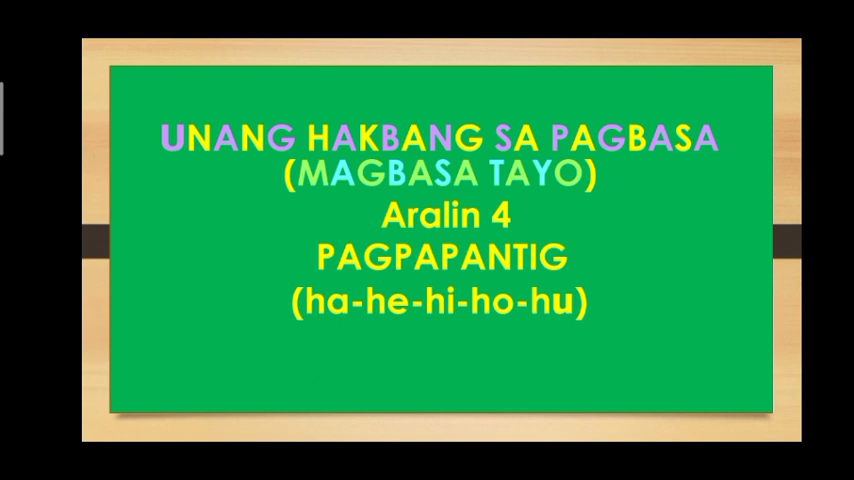 UNANG HAKBANG SA PAGBASA
(MAGBASA TAYO)
Aralin 4
PAGPAPANTIG
(ha-he-hi-ho-hu)